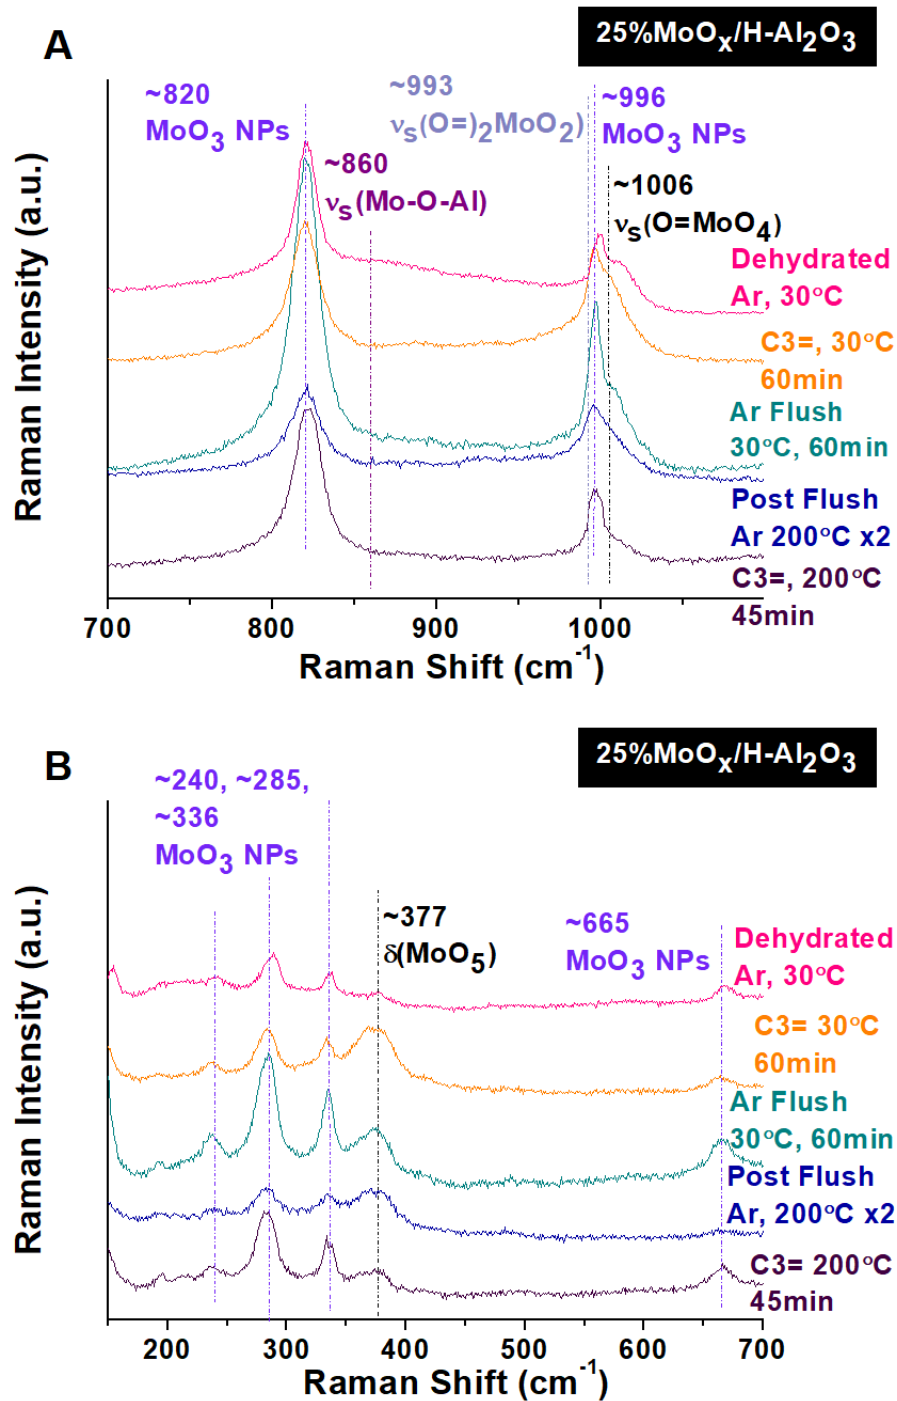 A
25%MoOx/H-Al2O3
~820
MoO3 NPs
~993
νs(O=)2MoO2)
~996
MoO3 NPs
~860
νs(Mo-O-Al)
~1006
νs(O=MoO4)
Dehydrated
Ar, 30°C
C3=, 30°C
60min
Ar Flush
30°C, 60min
Post Flush
Ar 200°C x2
C3=, 200°C
45min
Raman Intensity (a.u.)
700 800 900 1000
Raman Shift (cm-1)
B
25%MoOx/H-Al2O3
~240, ~285,
~336
MoO3 NPs
~377
δ(MoO5)
~665
MoO3 NPs
Dehydrated
Ar, 30°C
C3= 30°C
60min
Ar Flush
30°C, 60min
Post Flush
Ar, 200°C x2
C3= 200°C
45min
Raman Intensity (a.u.)
200 300 400 500 600 700
Raman Shift (cm-1)